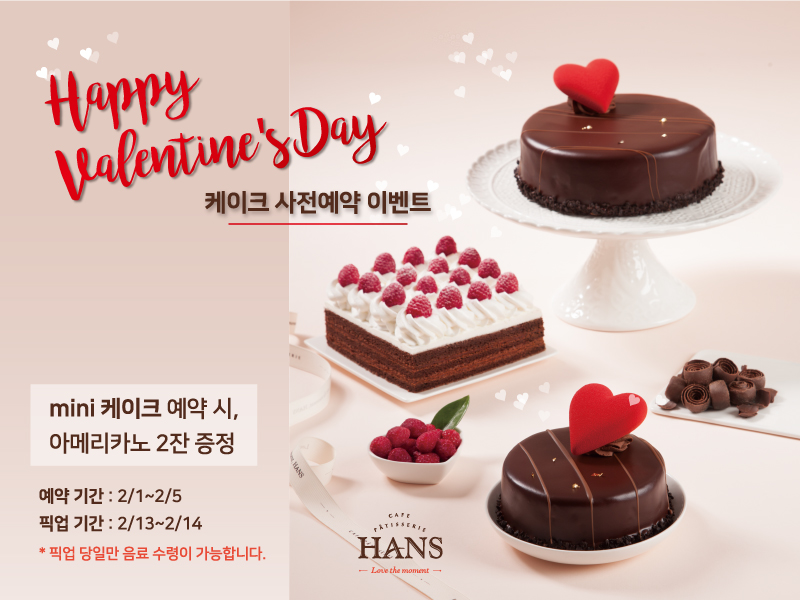 Happy
Valentine's Day
케이크 사전예약 이벤트
mini 케이크 예약 시,
아메리카노 2잔 증정
예약 기간 : 2/1~2/5
픽업 기간 : 2/13~2/14
* 픽업 당일만 음료 수령이 가능합니다.
HANS
CAFE
PÂTISSERIE
HANS
Love the moment